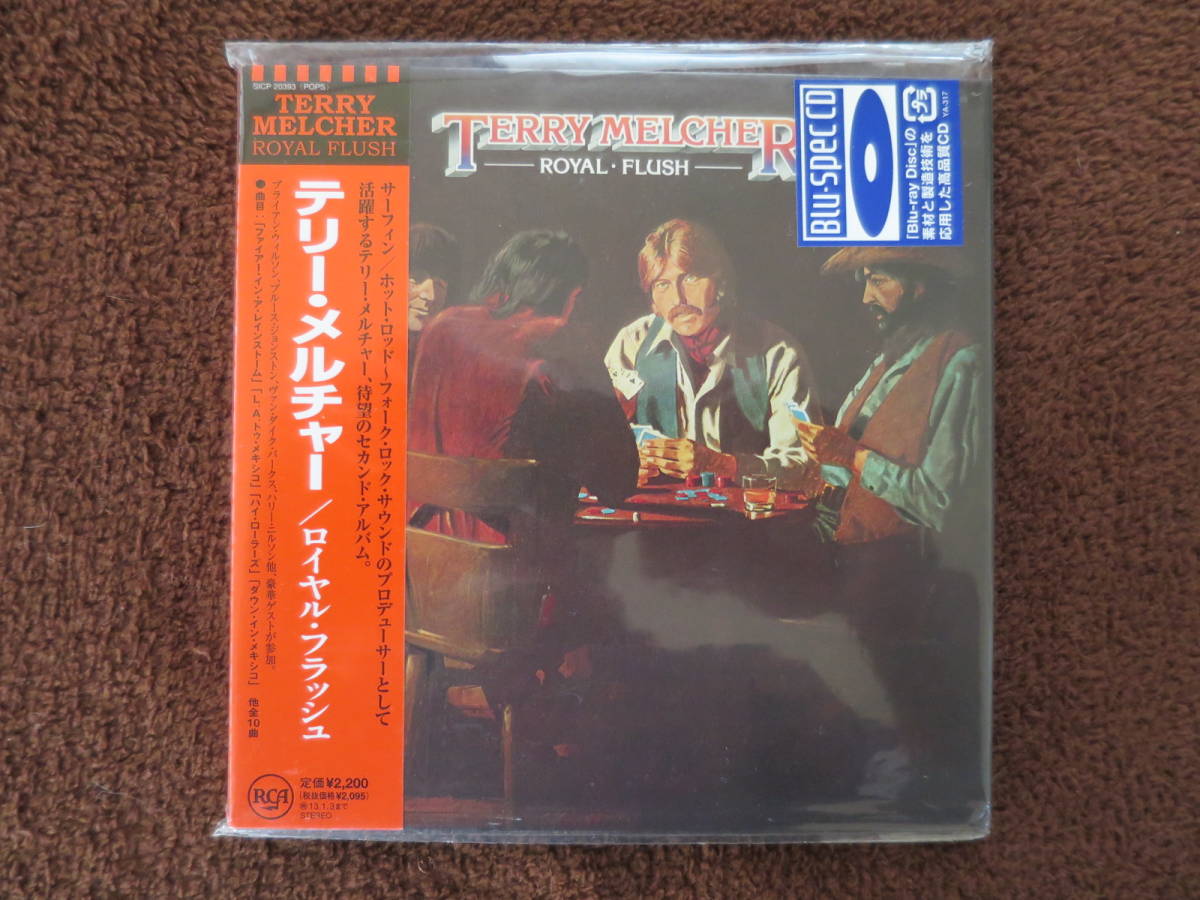 SICP 20393 (POPS)
TERRY
MELCHER
ROYAL FLUSH
サーフィン／ホット・ロッド～フォーク・ロック・サウンドのプロデューサーとして
活躍するテリー・メルチャー、待望のセカンド・アルバム。
テリー・メルチャー／ロイヤル・フラッシュ
ブライアン・ウィルソン、ブルース・ジョンストン、ヴァン・ダイク・パークス、ハリー・ニルソン他、豪華ゲストが参加。
●曲目：「ファイアー・イン・ア・レインストーム」「L.A.トゥ・メキシコ」「ハイ・ローラーズ」「ダウン・イン・メキシコ」 他全10曲
RCA
定価¥2,200
(税抜価格¥2,095)
㊙13.1.3まで
STEREO
TERRY MELCHER
ROYAL · FLUSH
BLU-SPEC CD
プラ
YA-317
「Blu-ray Disc」の
素材と製造技術を
応用した高品質CD